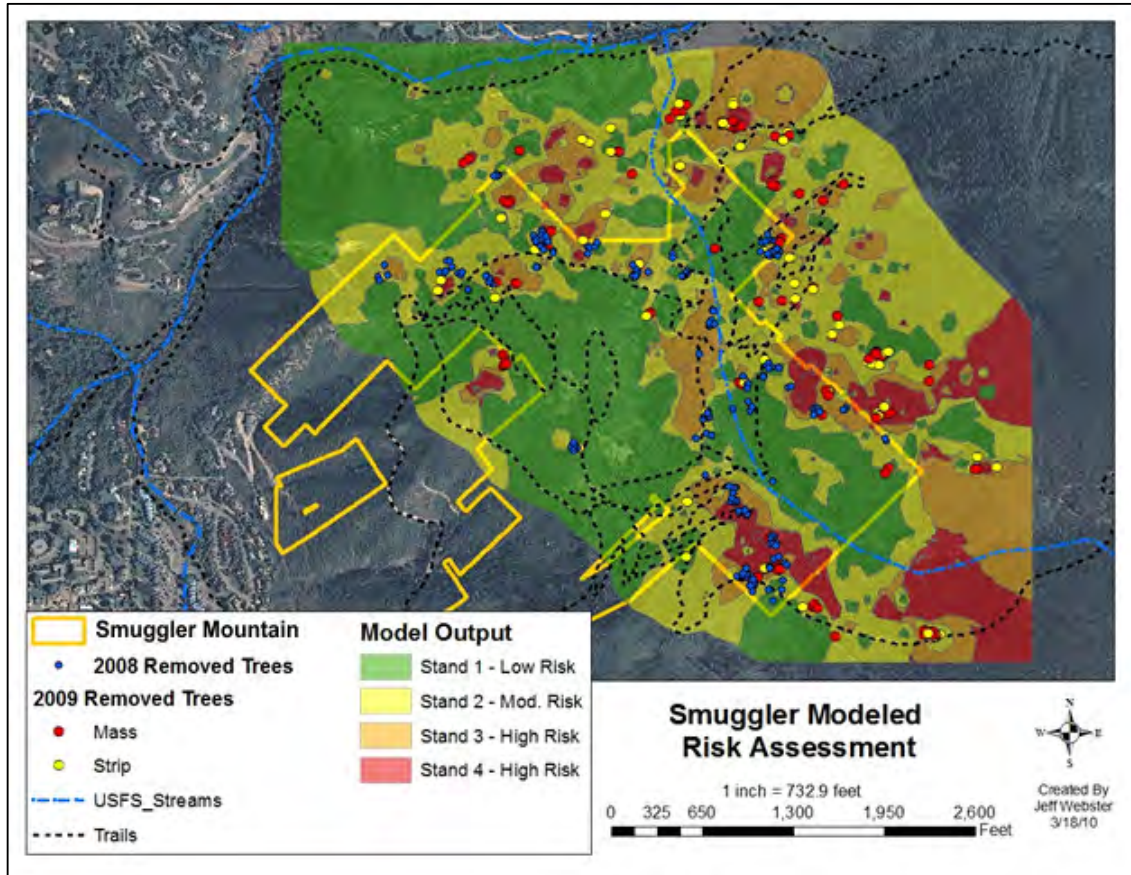 Smuggler Mountain
2008 Removed Trees
2009 Removed Trees
Mass
Strip
USFS_Streams
Trails
Model Output
Stand 1 - Low Risk
Stand 2 - Mod. Risk
Stand 3 - High Risk
Stand 4 - High Risk
Smuggler Modeled
Risk Assessment
1 inch = 732.9 feet
0 325 650 1,300 1,950 2,600
Feet
N
W E
S
Created By
Jeff Webster
3/18/10